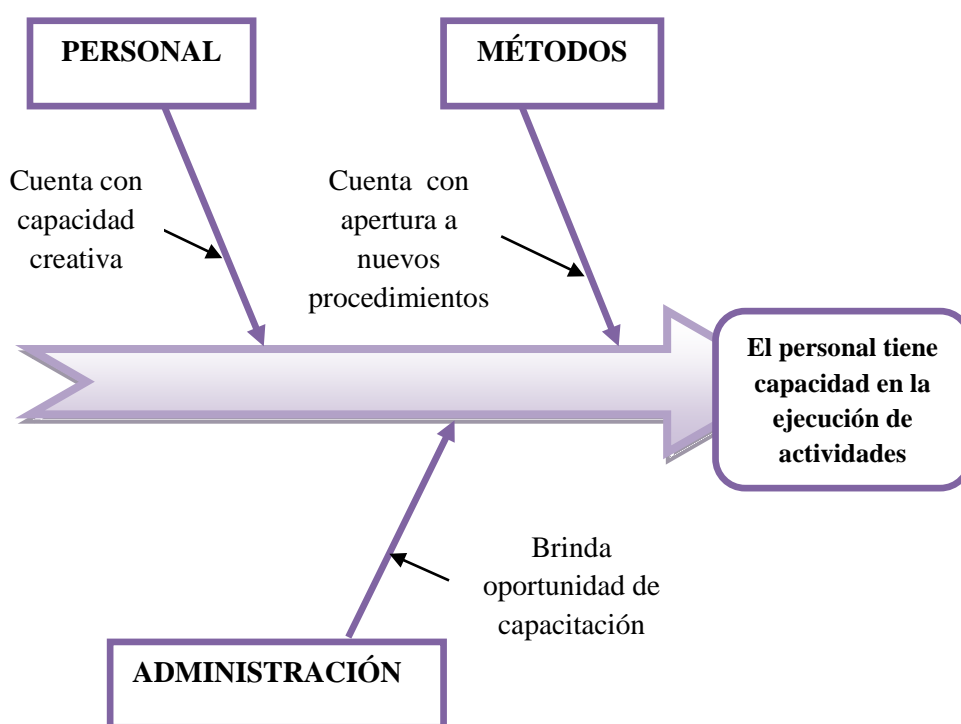 PERSONAL
MÉTODOS
Cuenta con
capacidad
creativa
Cuenta con
apertura a
nuevos
procedimientos
El personal tiene
capacidad en la
ejecución de
actividades
Brinda
oportunidad de
capacitación
ADMINISTRACIÓN